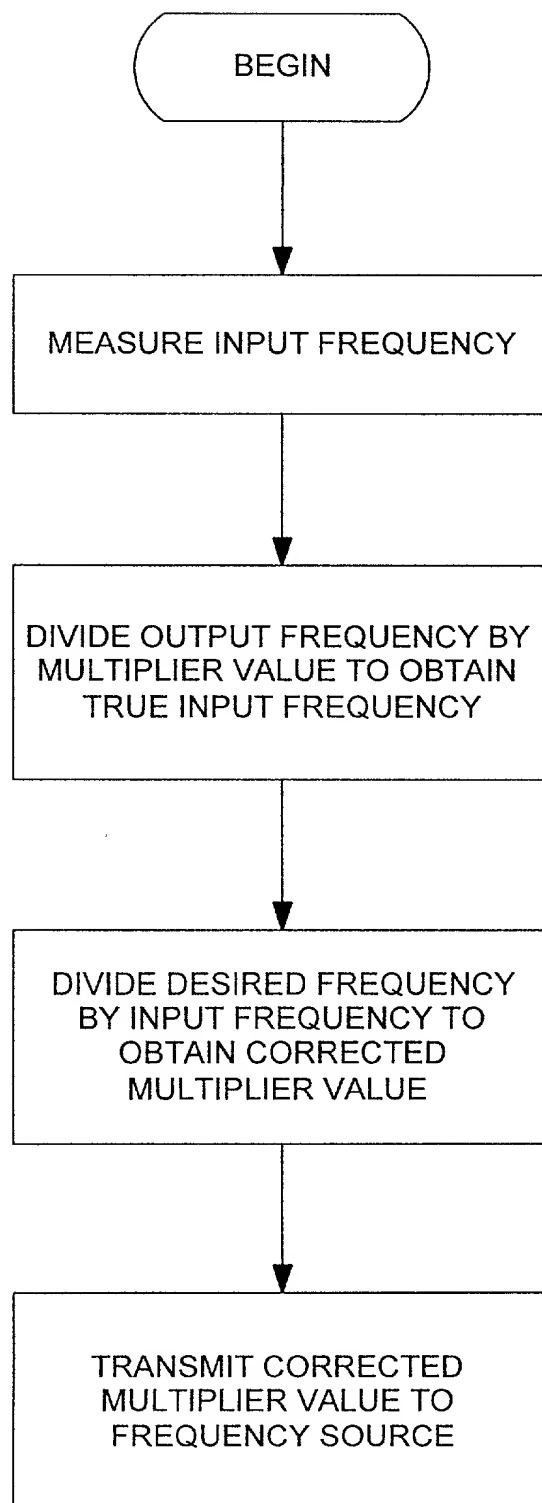 BEGIN
MEASURE INPUT FREQUENCY
DIVIDE OUTPUT FREQUENCY BY
MULTIPLIER VALUE TO OBTAIN
TRUE INPUT FREQUENCY
DIVIDE DESIRED FREQUENCY
BY INPUT FREQUENCY TO
OBTAIN CORRECTED
MULTIPLIER VALUE
TRANSMIT CORRECTED
MULTIPLIER VALUE TO
FREQUENCY SOURCE